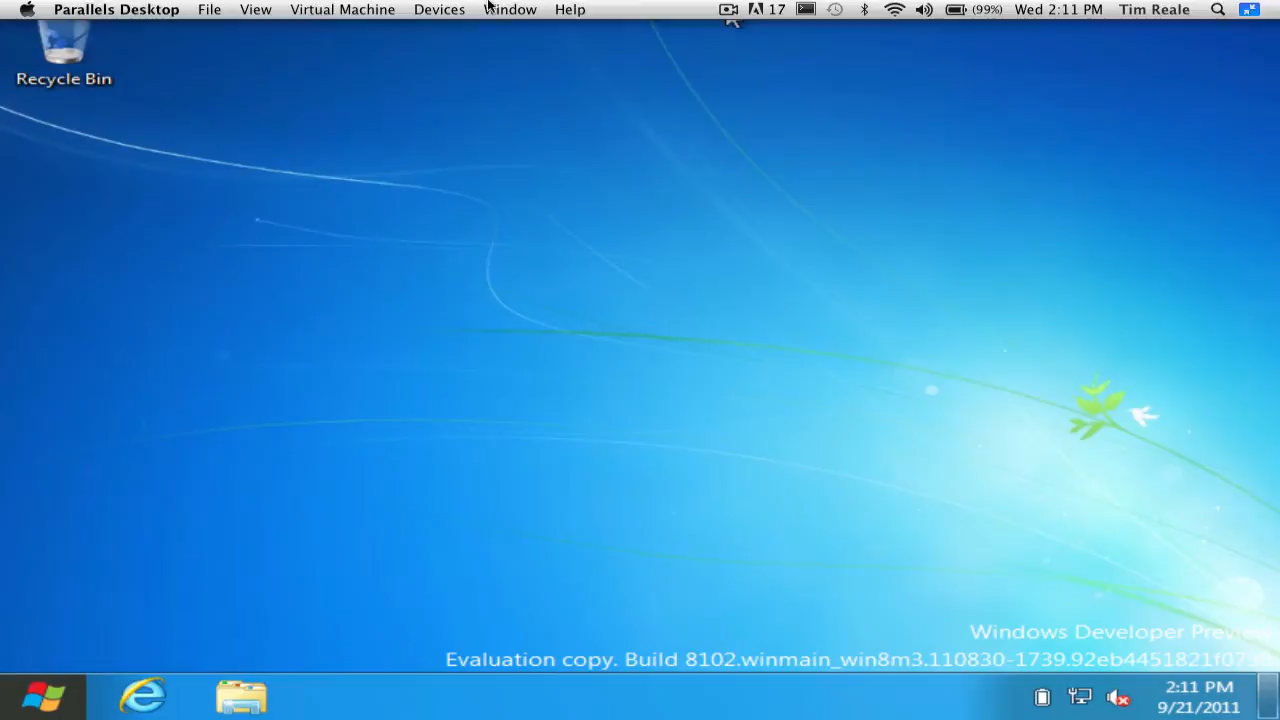 Parallels Desktop File View Virtual Machine Devices Window Help 17 (99%) Wed 2:11 PM Tim Reale
Recycle Bin
Windows Developer Preview
Evaluation copy. Build 8102.winmain_win8m3.110830-1739.92eb4451821f07
2:11 PM
9/21/2011